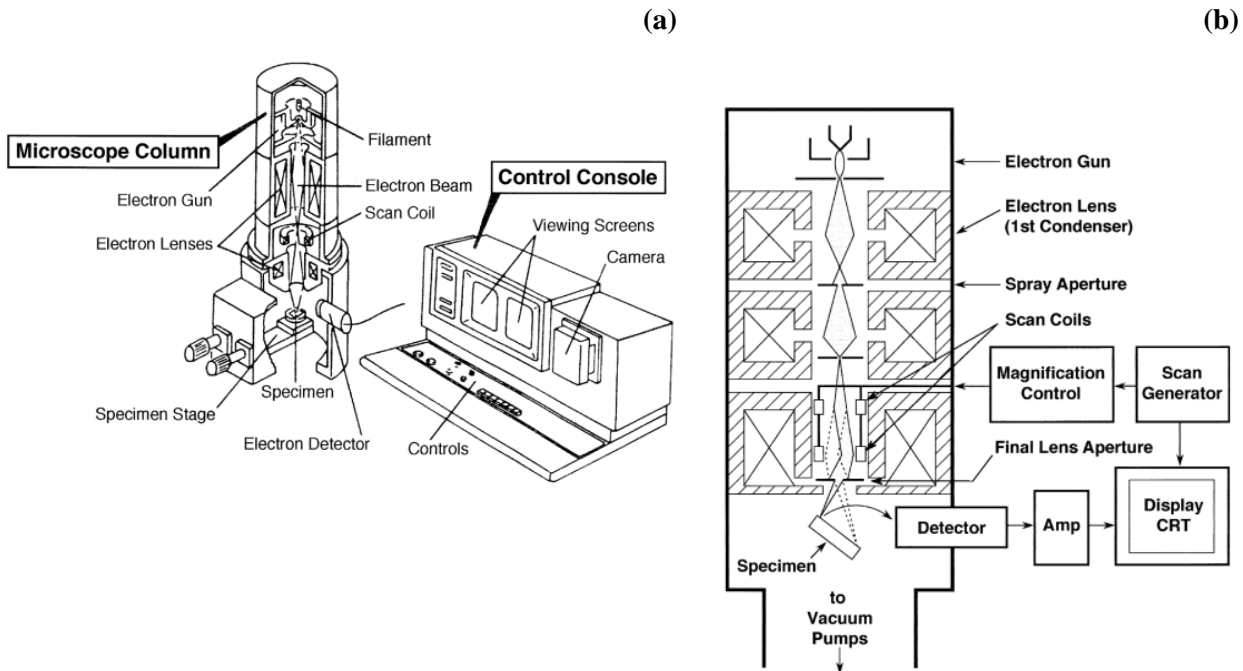 (a)
Microscope Column
Filament
Electron Gun
Electron Beam
Scan Coil
Electron Lenses
Control Console
Viewing Screens
Camera
Specimen
Specimen Stage
Electron Detector
Controls
(b)
Electron Gun
Electron Lens
(1st Condenser)
Spray Aperture
Scan Coils
Magnification
Control
Scan
Generator
Final Lens Aperture
Display
CRT
Detector
Amp
Specimen
to
Vacuum
Pumps